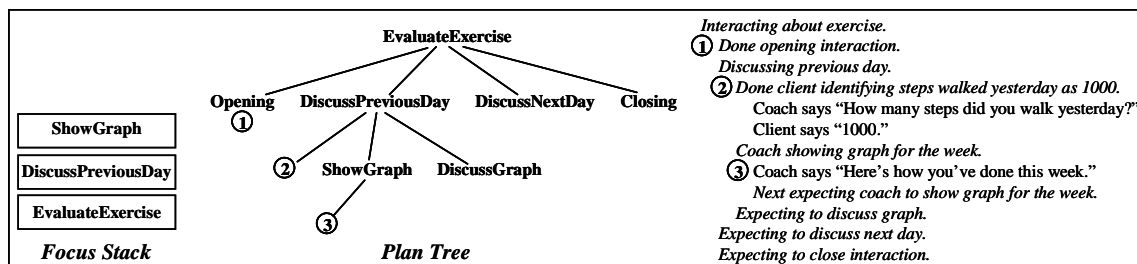 ShowGraph
DiscussPreviousDay
EvaluateExercise
Focus Stack
EvaluateExercise
Opening DiscussPreviousDay DiscussNextDay Closing
1
2 ShowGraph DiscussGraph
3
Plan Tree
Interacting about exercise.
1 Done opening interaction.
Discussing previous day.
2 Done client identifying steps walked yesterday as 1000.
Coach says “How many steps did you walk yesterday?”
Client says “1000.”
Coach showing graph for the week.
3 Coach says “Here’s how you’ve done this week.”
Next expecting coach to show graph for the week.
Expecting to discuss graph.
Expecting to discuss next day.
Expecting to close interaction.